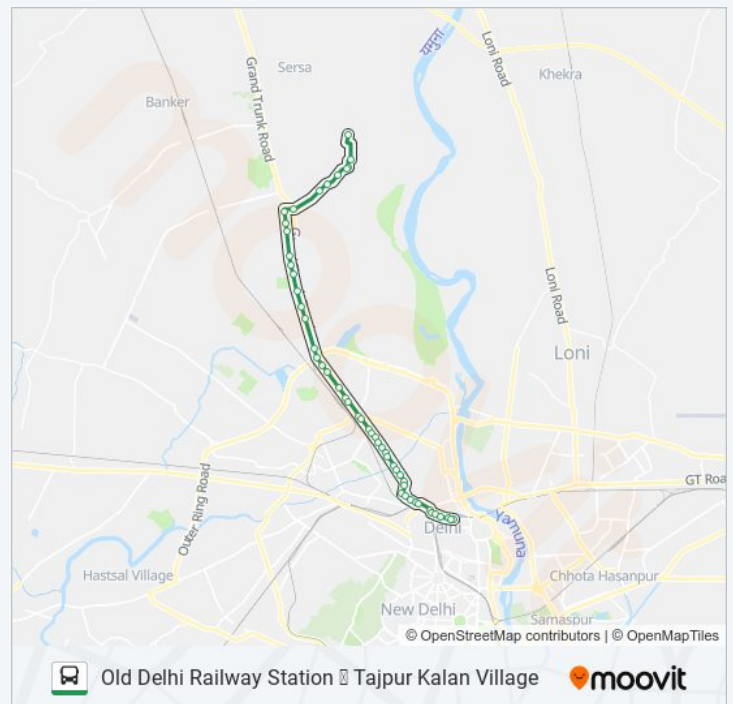 यमुना
Loni Road
Sersa
Khekra
Grand Trunk Road
Banker
G
Loni Road
Loni
GT Roa
Outer Ring Road
Yamuna
Delhi
Hastsal Village
Chhota Hasanpur
New Delhi
Samaspur
© OpenStreetMap contributors | © OpenMapTiles
Old Delhi Railway Station Tajpur Kalan Village
moovit